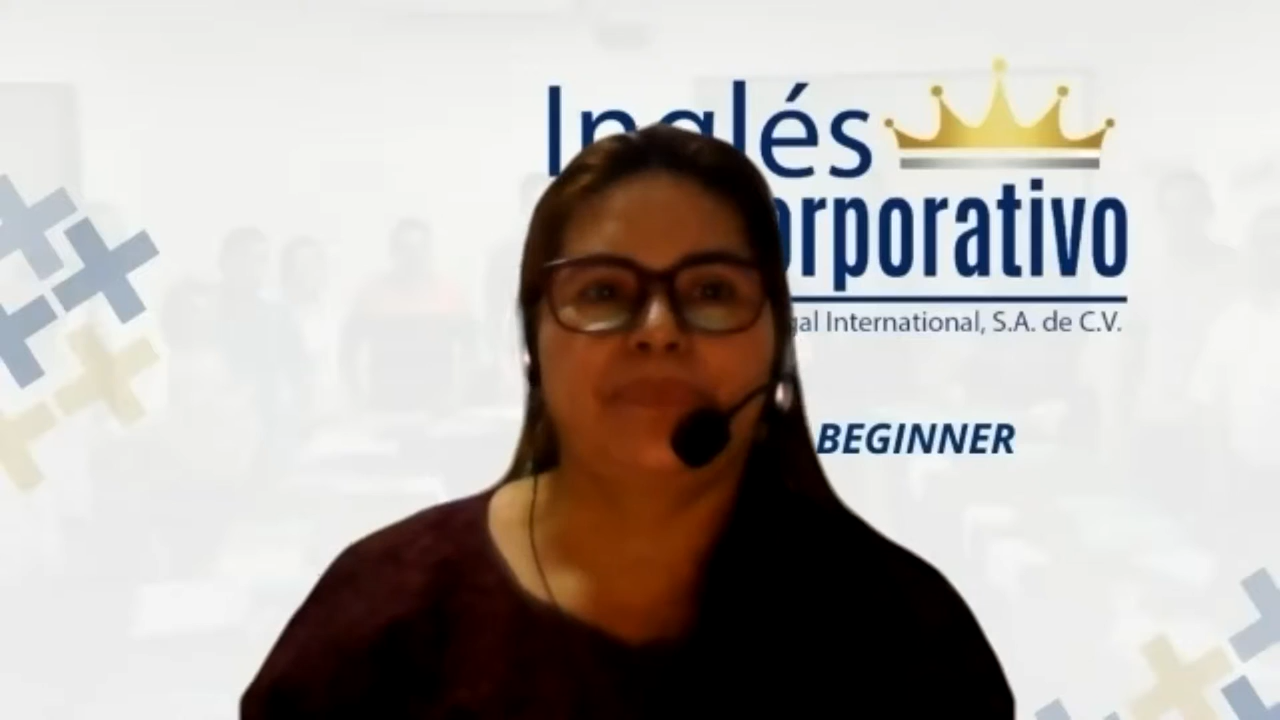 Inglés
orporativo
gal International, S.A. de C.V.
BEGINNER